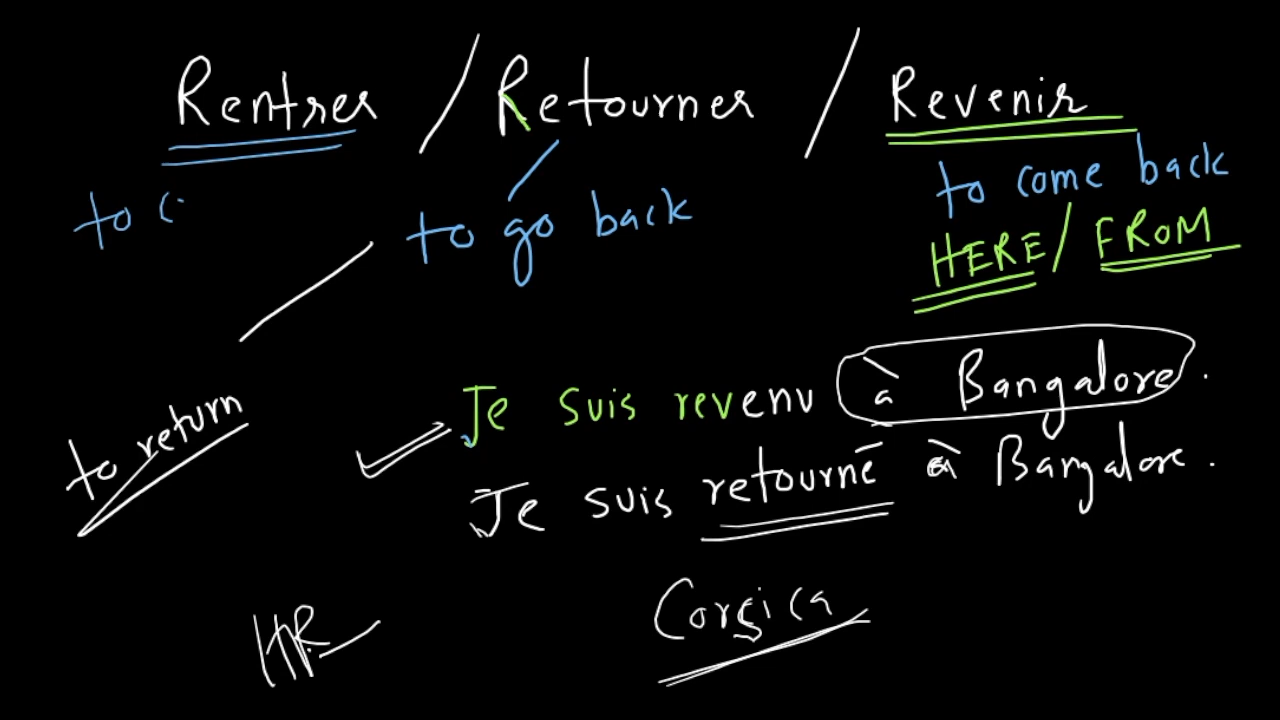 Rentrer / Retourner / Revenir
to c
to go back
to come back
HERE / FROM
to return
Je suis revenu à Bangalore.
Je suis retourné à Bangalore.
Corsica